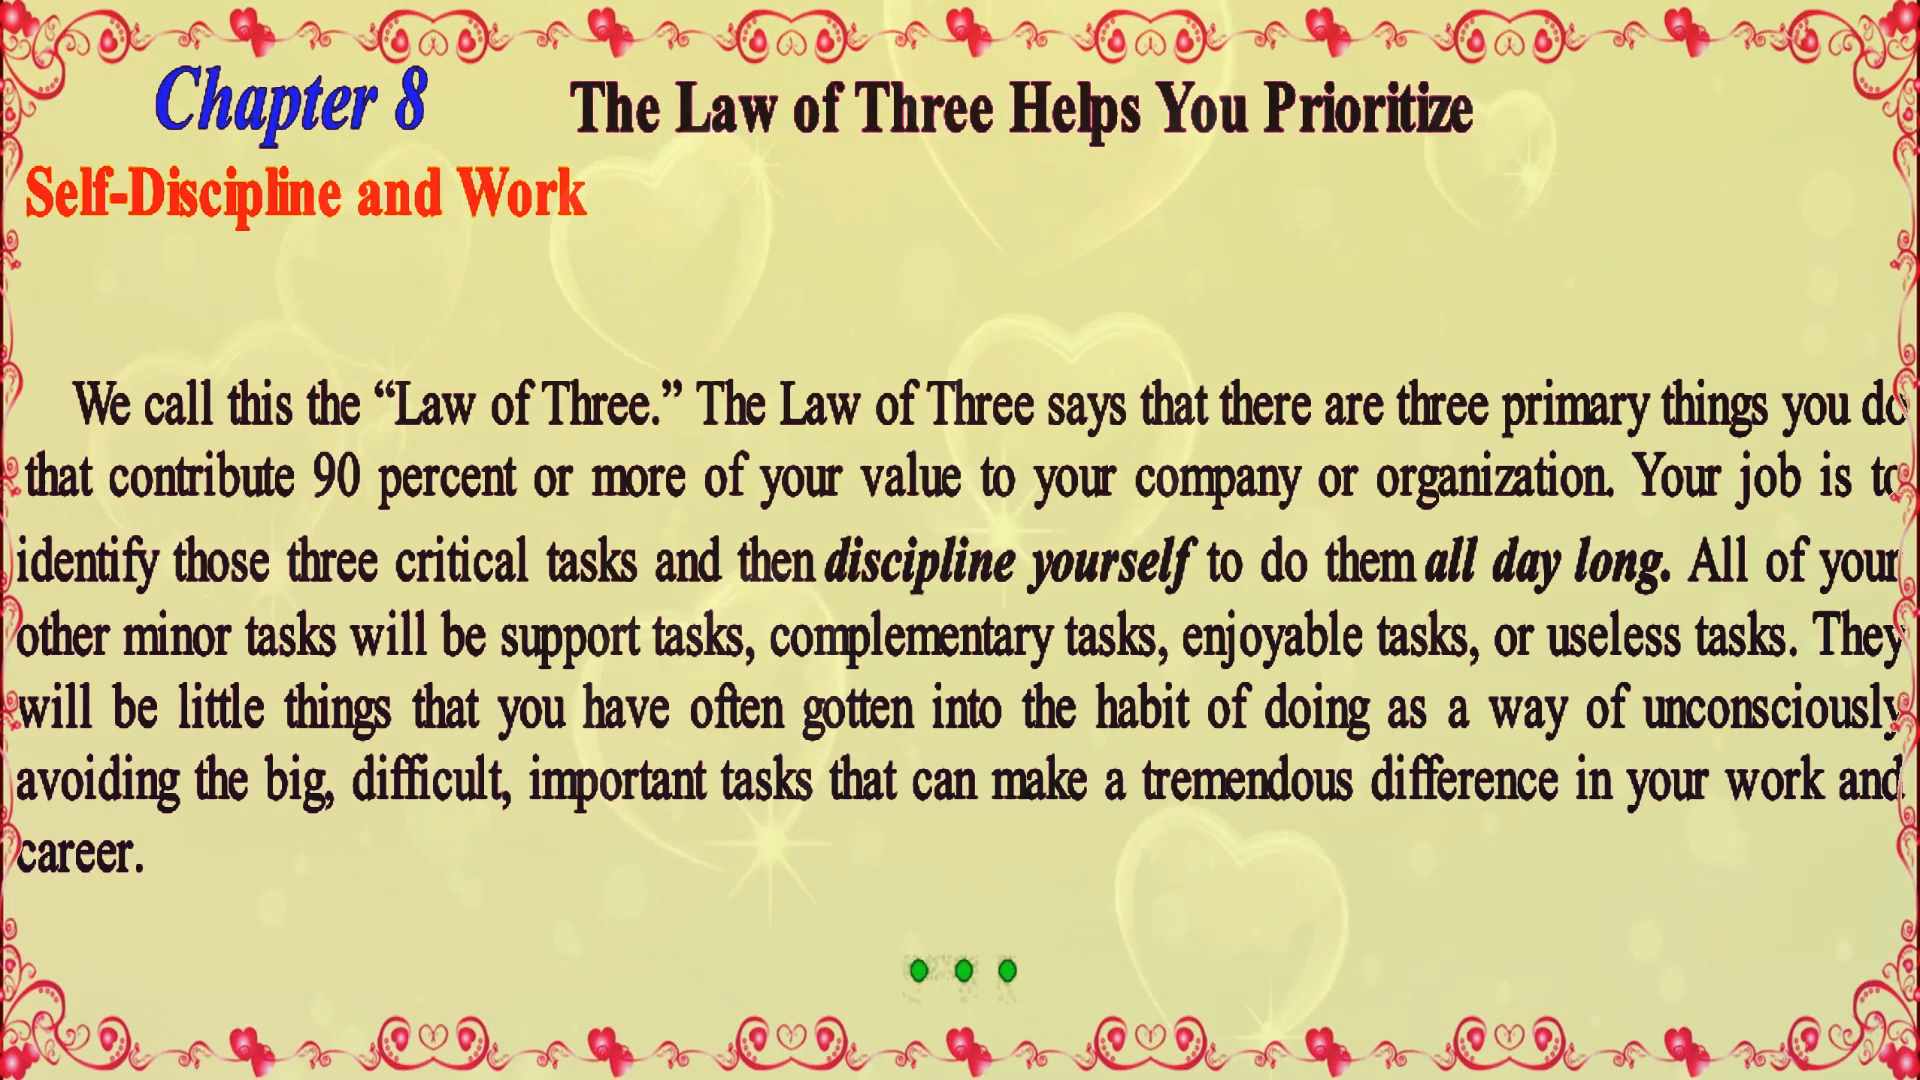 Chapter 8
The Law of Three Helps You Prioritize
Self-Discipline and Work
We call this the “Law of Three.” The Law of Three says that there are three primary things you do
that contribute 90 percent or more of your value to your company or organization. Your job is to
identify those three critical tasks and then discipline yourself to do them all day long. All of your
other minor tasks will be support tasks, complementary tasks, enjoyable tasks, or useless tasks. They
will be little things that you have often gotten into the habit of doing as a way of unconsciously
avoiding the big, difficult, important tasks that can make a tremendous difference in your work and
career.